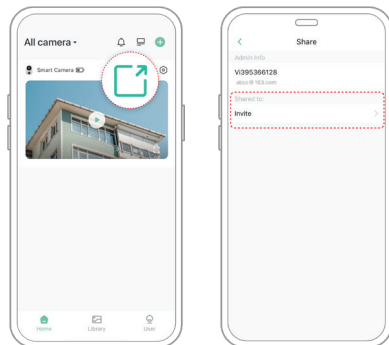 All camera
Smart Camera
Home
Library
User
Share
Admin Info
Vi395366128
abcc@163.com
Shared to:
Invite